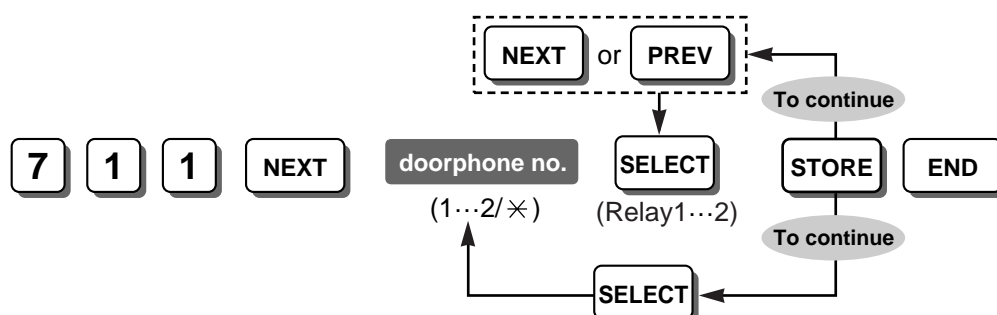 NEXT or PREV
To continue
7 1 1 NEXT doorphone no. SELECT STORE END
(1⋯2/✳) (Relay1⋯2)
To continue
SELECT